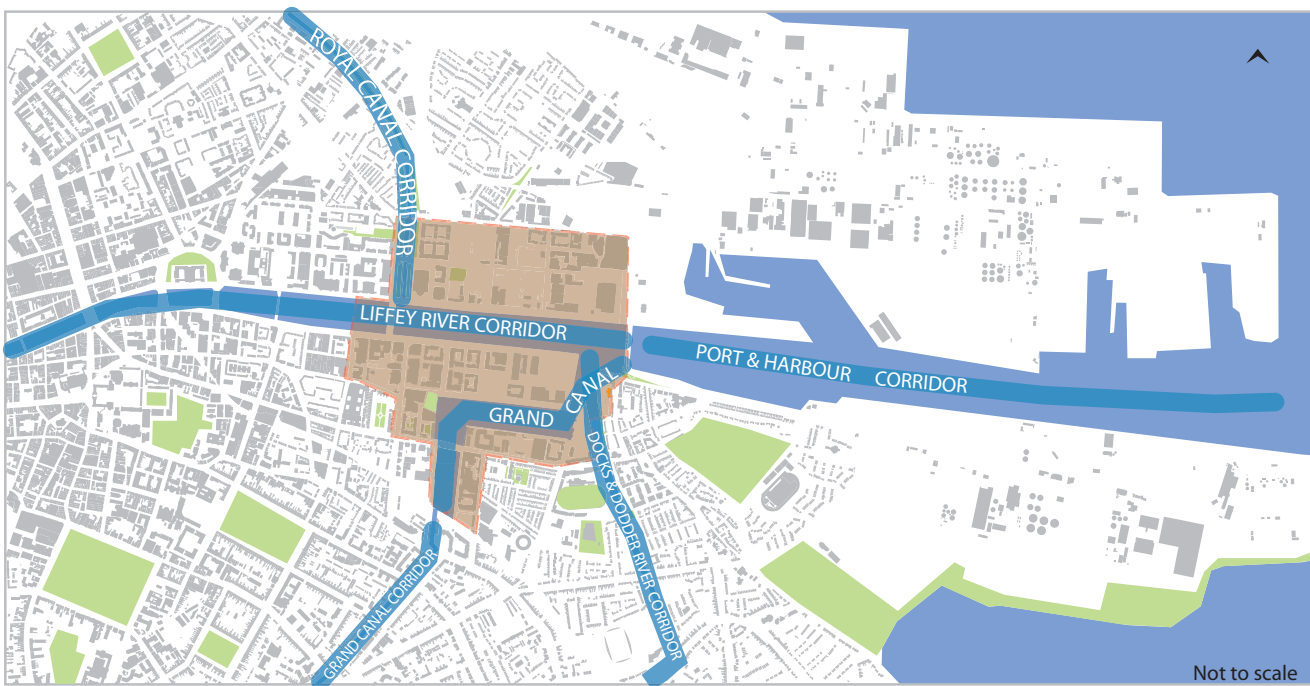 ROYAL CANAL CORRIDOR
LIFFEY RIVER CORRIDOR
PORT & HARBOUR CORRIDOR
GRAND CANAL
DOCKS & DODDER RIVER CORRIDOR
GRAND CANAL CORRIDOR
Not to scale